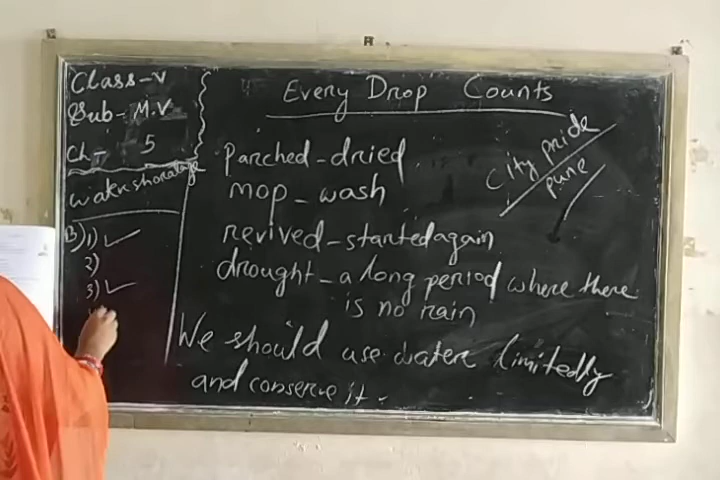 Class-V
Sub- M.V
Ch- 5
water shoratage
B) 1) ✓
2)
3) ✓
Every Drop Counts
Parched-dried
mop-wash
revived-started again
drought-a long period where there
is no rain
We should use water limitedly
and conserve it.
City pride
pune